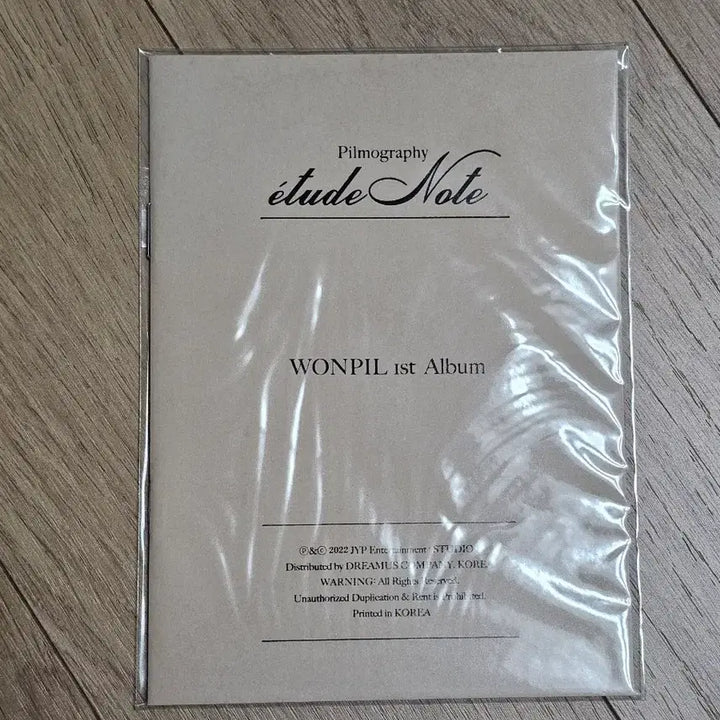 Pilmography
étude Note
WONPIL 1st Album
℗&© 2022 JYP Entertainment STUDIO
Distributed by DREAMUS COMPANY, KOREA
WARNING: All Rights Reserved.
Unauthorized Duplication & Rent is Prohibited.
Printed in KOREA